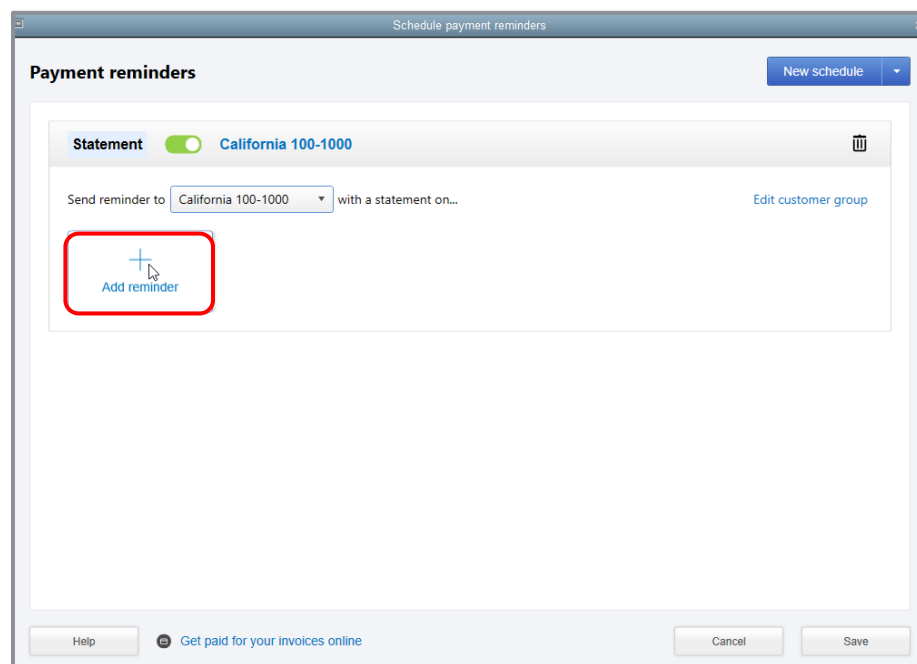 Schedule payment reminders
Payment reminders
New schedule
Statement California 100-1000
Send reminder to California 100-1000 with a statement on...
Edit customer group
Add reminder
Help
Get paid for your invoices online
Cancel
Save